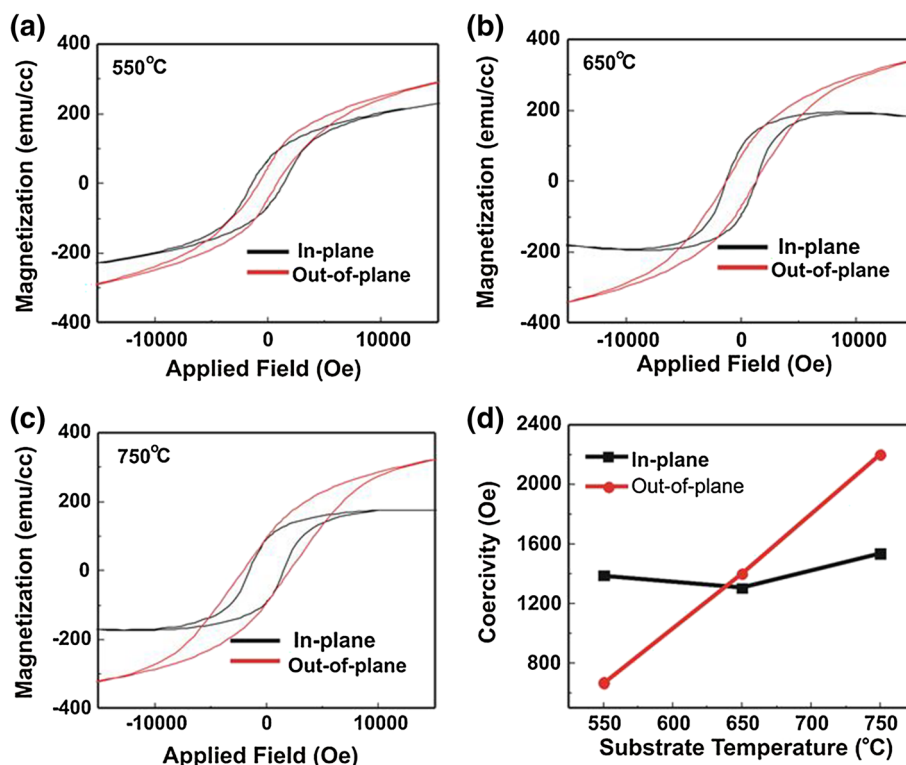 (a)
400
200
0
-200
-400
Magnetization (emu/cc)
550°C
In-plane
Out-of-plane
-10000
0
10000
Applied Field (Oe)
(b)
400
200
0
-200
-400
Magnetization (emu/cc)
650°C
In-plane
Out-of-plane
-10000
0
10000
Applied Field (Oe)
(c)
400
200
0
-200
-400
Magnetization (emu/cc)
750°C
In-plane
Out-of-plane
-10000
0
10000
Applied Field (Oe)
(d)
2400
2000
1600
1200
800
Coercivity (Oe)
In-plane
Out-of-plane
550
600
650
700
750
Substrate Temperature (°C)